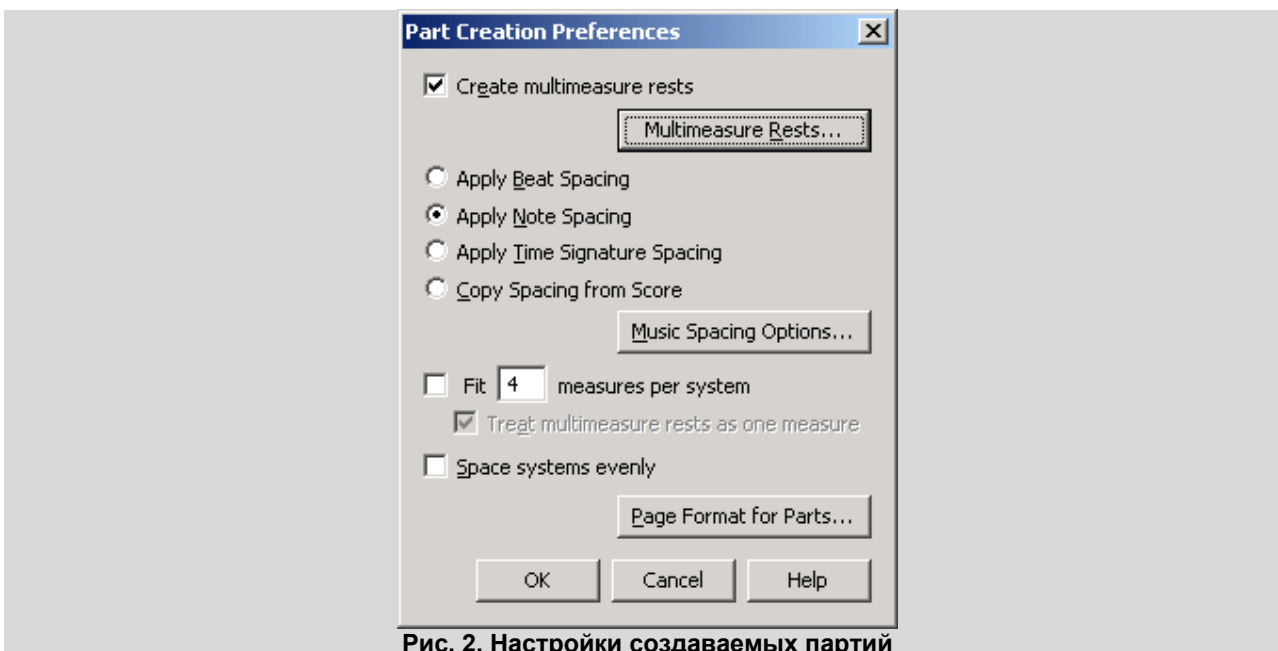 Part Creation Preferences
Create multimeasure rests
Multimeasure Rests...
Apply Beat Spacing
Apply Note Spacing
Apply Time Signature Spacing
Copy Spacing from Score
Music Spacing Options...
Fit 4 measures per system
Treat multimeasure rests as one measure
Space systems evenly
Page Format for Parts...
OK Cancel Help
Рис. 2. Настройки создаваемых партий